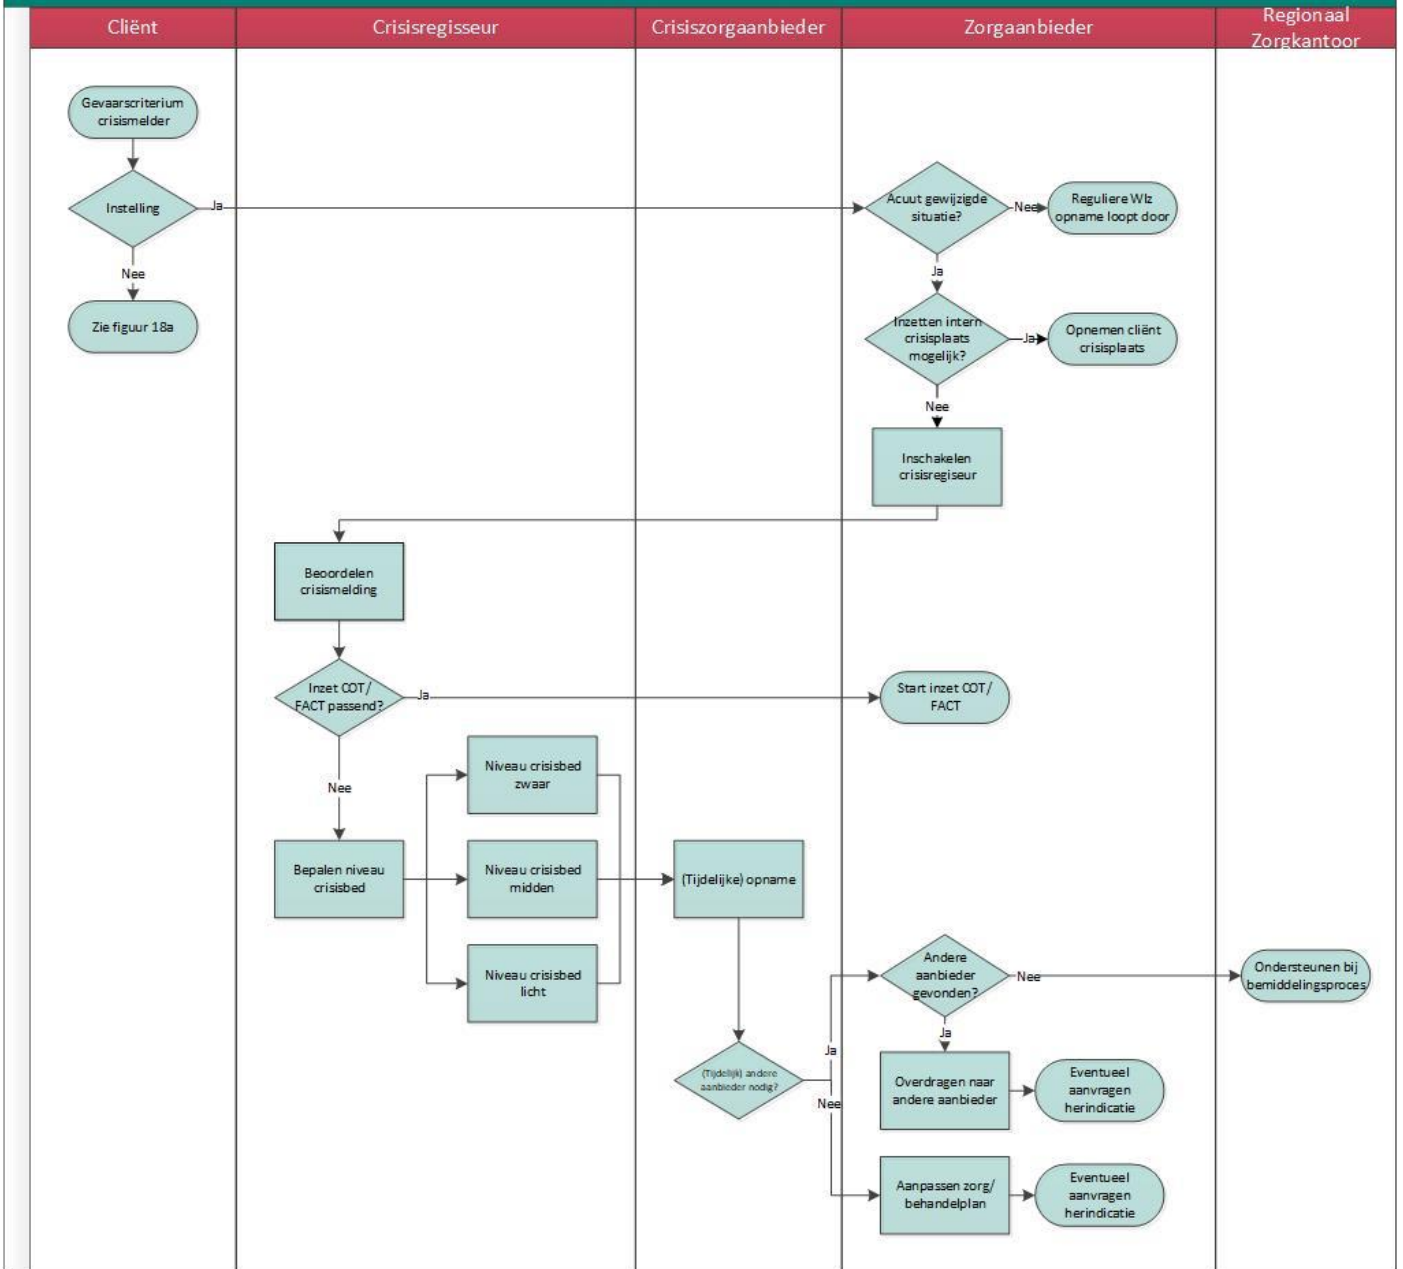 Cliënt
Crisisregisseur
Crisiszorgaanbieder
Zorgaanbieder
Regionaal
Zorgkantoor
Gevaarscriterium
crisismelder
Instelling
Ja
Nee
Zie figuur 18a
Acuut gewijzigde
situatie?
Nee
Reguliere Wlz
opname loopt door
Ja
Inzetten intern
crisisplaats
mogelijk?
Ja
Opnemen cliënt
crisisplaats
Nee
Inschakelen
crisisregiseur
Beoordelen
crisismelding
Inzet COT/
FACT passend?
Ja
Start inzet COT/
FACT
Nee
Bepalen niveau
crisisbed
Niveau crisisbed
zwaar
Niveau crisisbed
midden
Niveau crisisbed
licht
(Tijdelijke) opname
(Tijdelijk) andere
aanbieder nodig?
Ja
Nee
Andere
aanbieder
gevonden?
Nee
Ondersteunen bij
bemiddelingsproces
Ja
Overdragen naar
andere aanbieder
Eventueel
aanvragen
herindicatie
Aanpassen zorg/
behandelplan
Eventueel
aanvragen
herindicatie